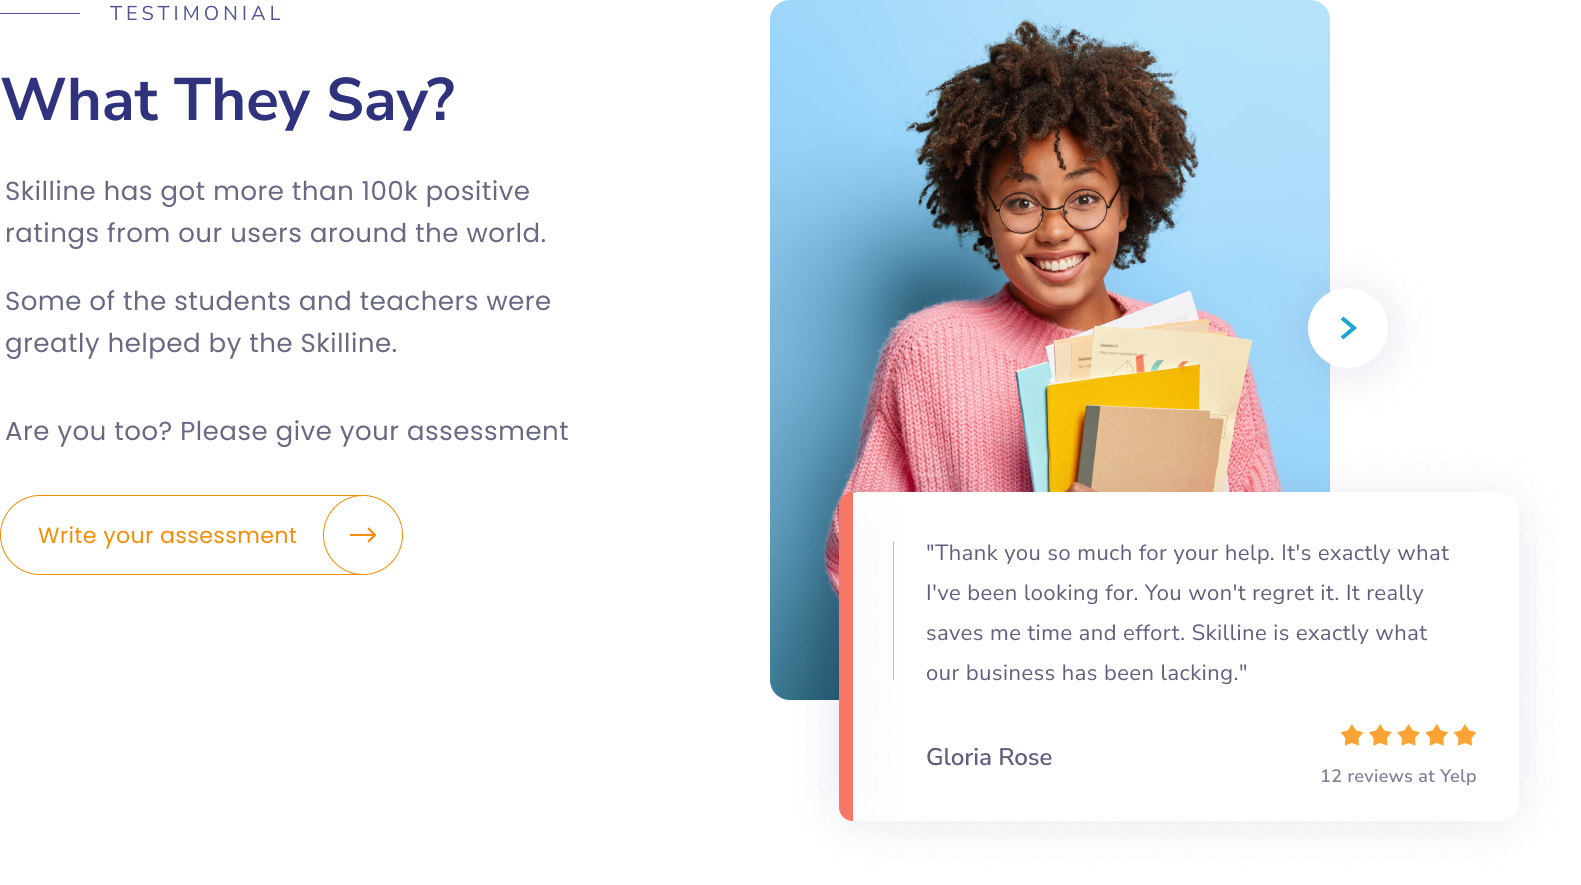 TESTIMONIAL
What They Say?
Skilline has got more than 100k positive
ratings from our users around the world.
Some of the students and teachers were
greatly helped by the Skilline.
Are you too? Please give your assessment
Write your assessment
"Thank you so much for your help. It's exactly what
I've been looking for. You won't regret it. It really
saves me time and effort. Skilline is exactly what
our business has been lacking."
Gloria Rose
12 reviews at Yelp